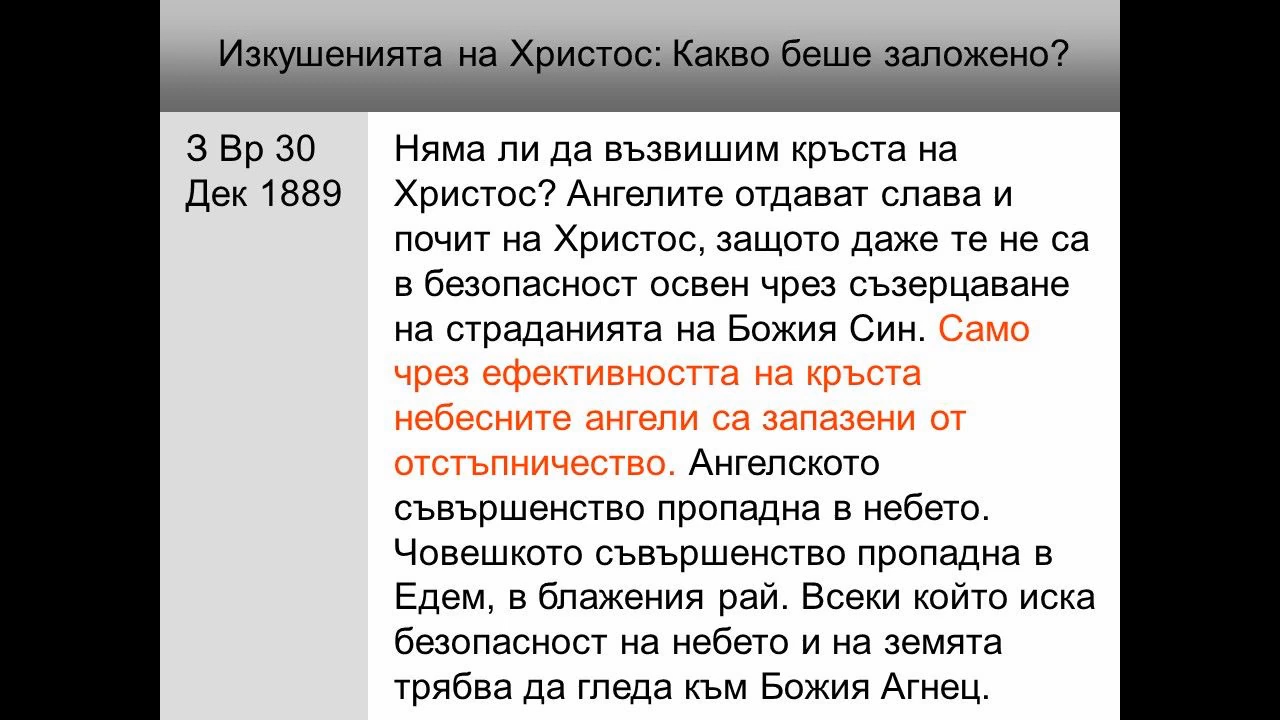 Изкушенията на Христос: Какво беше заложено?
З Вр 30
Дек 1889
Няма ли да възвишим кръста на
Христос? Ангелите отдават слава и
почит на Христос, защото даже те не са
в безопасност освен чрез съзерцаване
на страданията на Божия Син. Само
чрез ефективността на кръста
небесните ангели са запазени от
отстъпничество. Ангелското
съвършенство пропадна в небето.
Човешкото съвършенство пропадна в
Едем, в блажения рай. Всеки който иска
безопасност на небето и на земята
трябва да гледа към Божия Агнец.